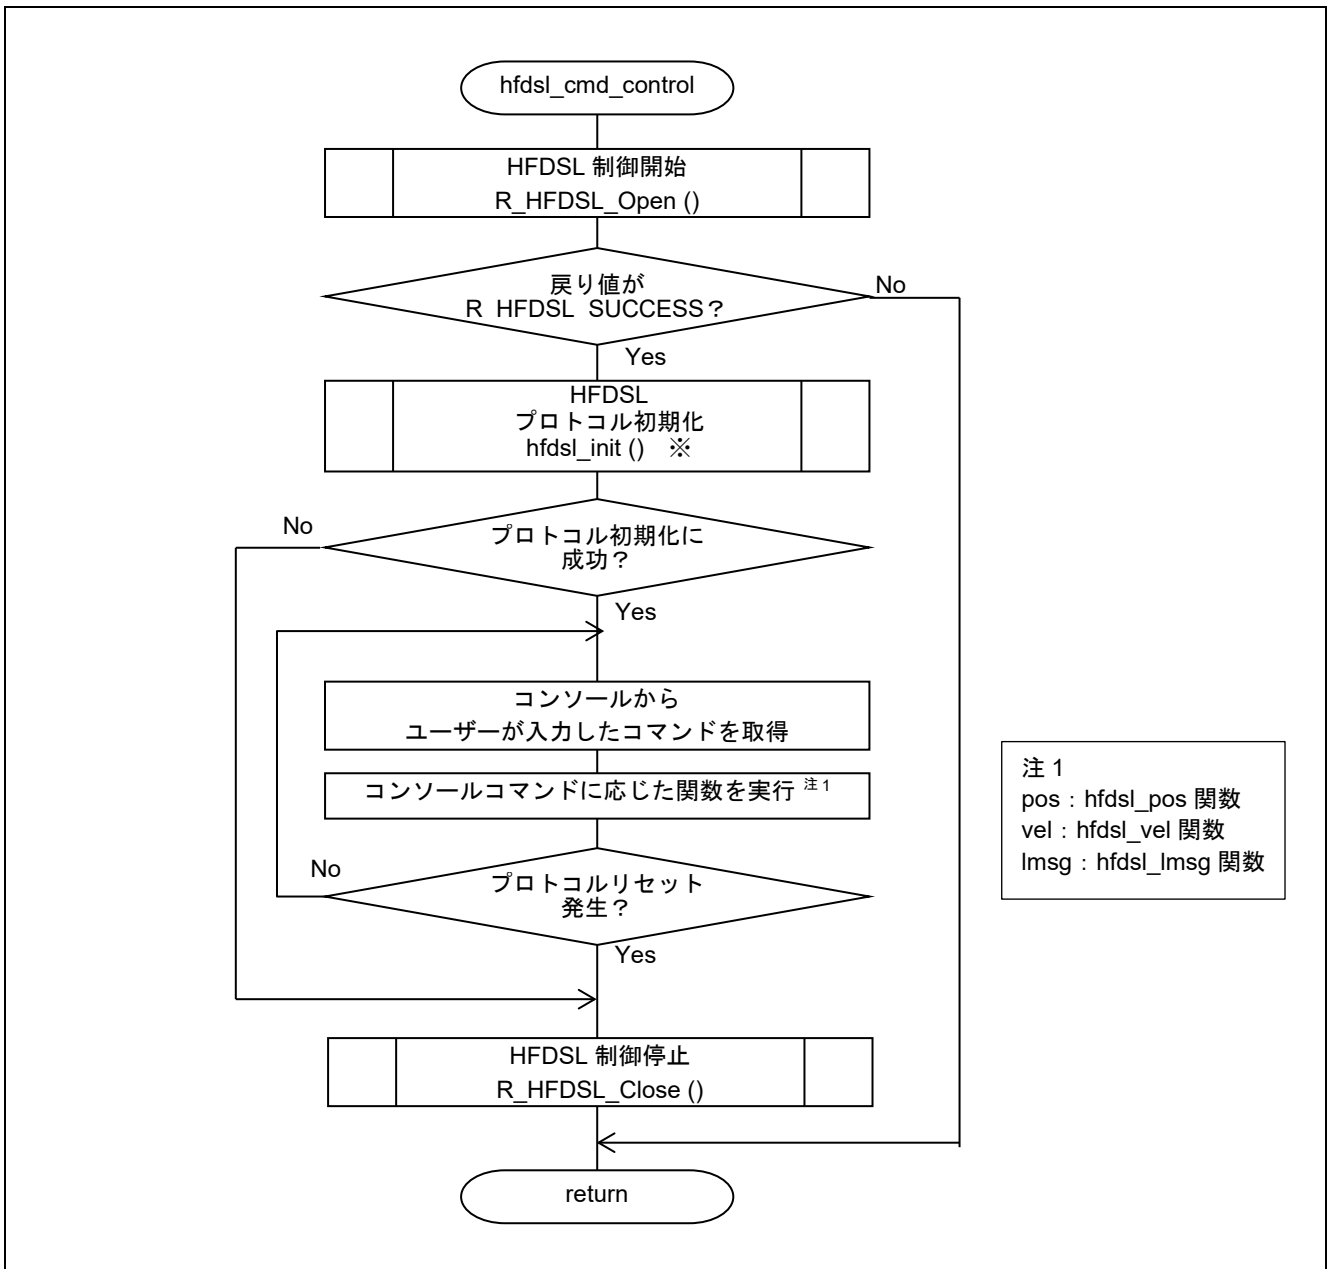 hfdsl_cmd_control
HFDSL 制御開始
R_HFDSL_Open ()
戻り値が
R HFDSL SUCCESS？
No
Yes
HFDSL
プロトコル初期化
hfdsl_init () ※
No
プロトコル初期化に
成功？
Yes
コンソールから
ユーザーが入力したコマンドを取得
コンソールコマンドに応じた関数を実行 注 1
No
プロトコルリセット
発生？
Yes
HFDSL 制御停止
R_HFDSL_Close ()
return
注 1
pos：hfdsl_pos 関数
vel：hfdsl_vel 関数
lmsg：hfdsl_lmsg 関数